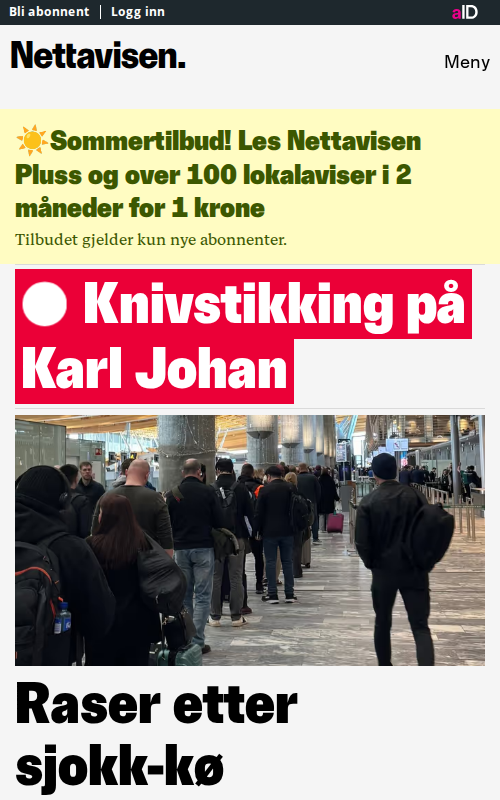 Bli abonnent
Logg inn
aID
Nettavisen.
Meny
Sommertilbud! Les Nettavisen
Pluss og over 100 lokalaviser i 2
måneder for 1 krone
Tilbudet gjelder kun nye abonnenter.
Knivstikking på
Karl Johan
Raser etter
sjokk-kø